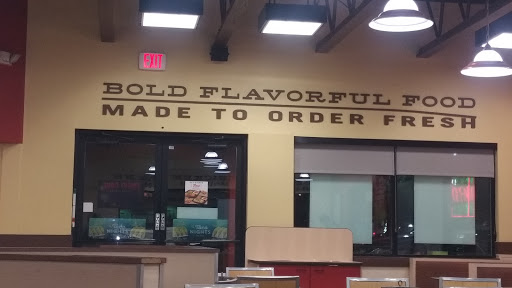 EXIT
BOLD FLAVORFUL FOOD
MADE TO ORDER FRESH